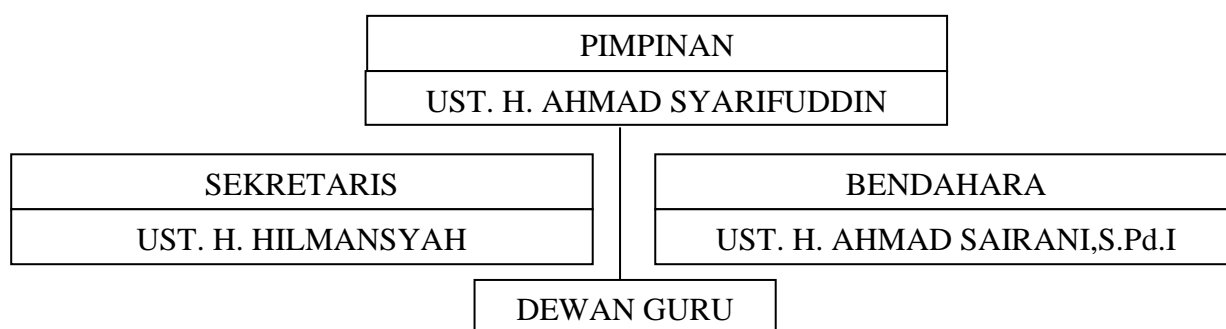 PIMPINAN
UST. H. AHMAD SYARIFUDDIN
SEKRETARIS
UST. H. HILMANSYAH
BENDAHARA
UST. H. AHMAD SAIRANI,S.Pd.I
DEWAN GURU